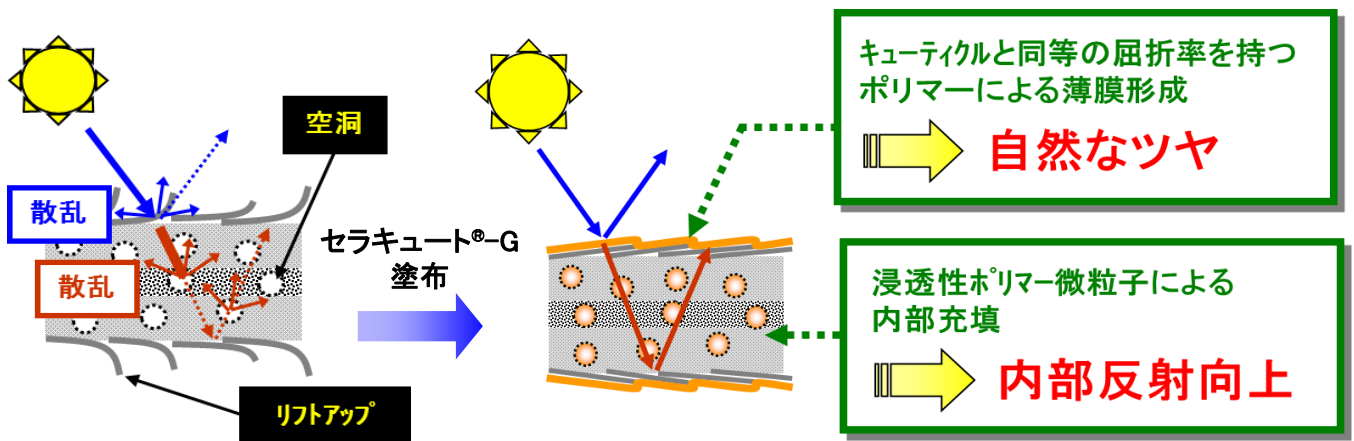 空洞
散乱
散乱
リフトアップ
セラキュート®-G
塗布
キューティクルと同等の屈折率を持つ
ポリマーによる薄膜形成
自然なツヤ
浸透性ポリマー微粒子による
内部充填
内部反射向上